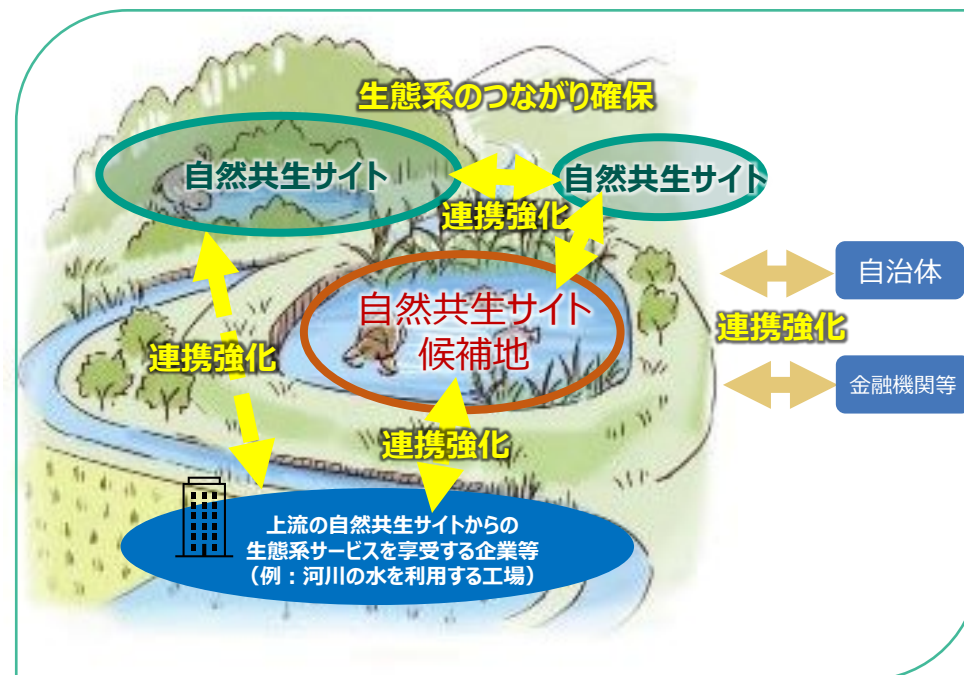 生態系のつながり確保
自然共生サイト
自然共生サイト
連携強化
自然共生サイト
候補地
自治体
連携強化
連携強化
金融機関等
連携強化
上流の自然共生サイトからの
生態系サービスを享受する企業等
（例：河川の水を利用する工場）